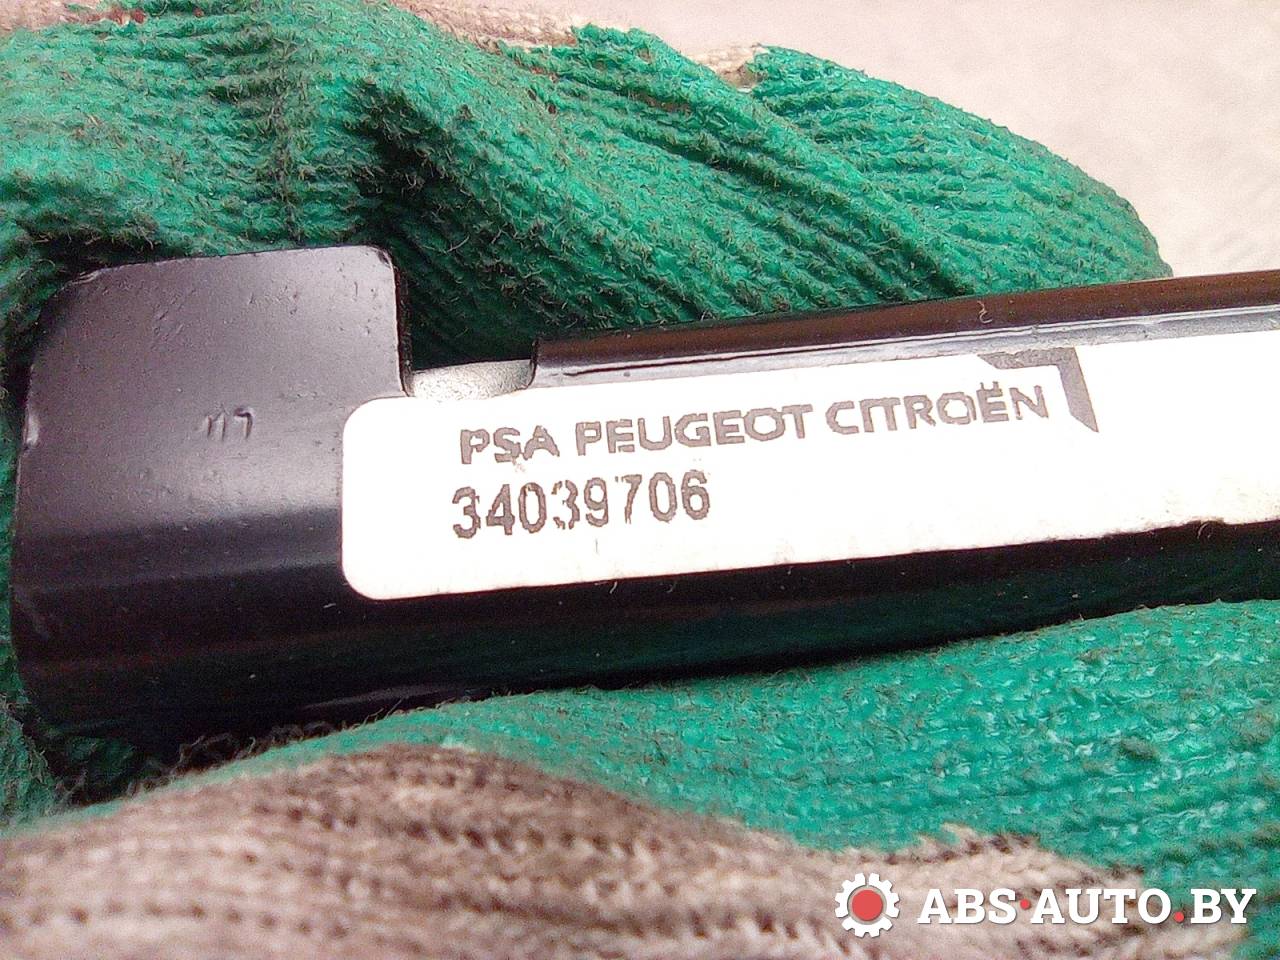 PSA PEUGEOT CITROËN
34039706
ABS·AUTO.BY